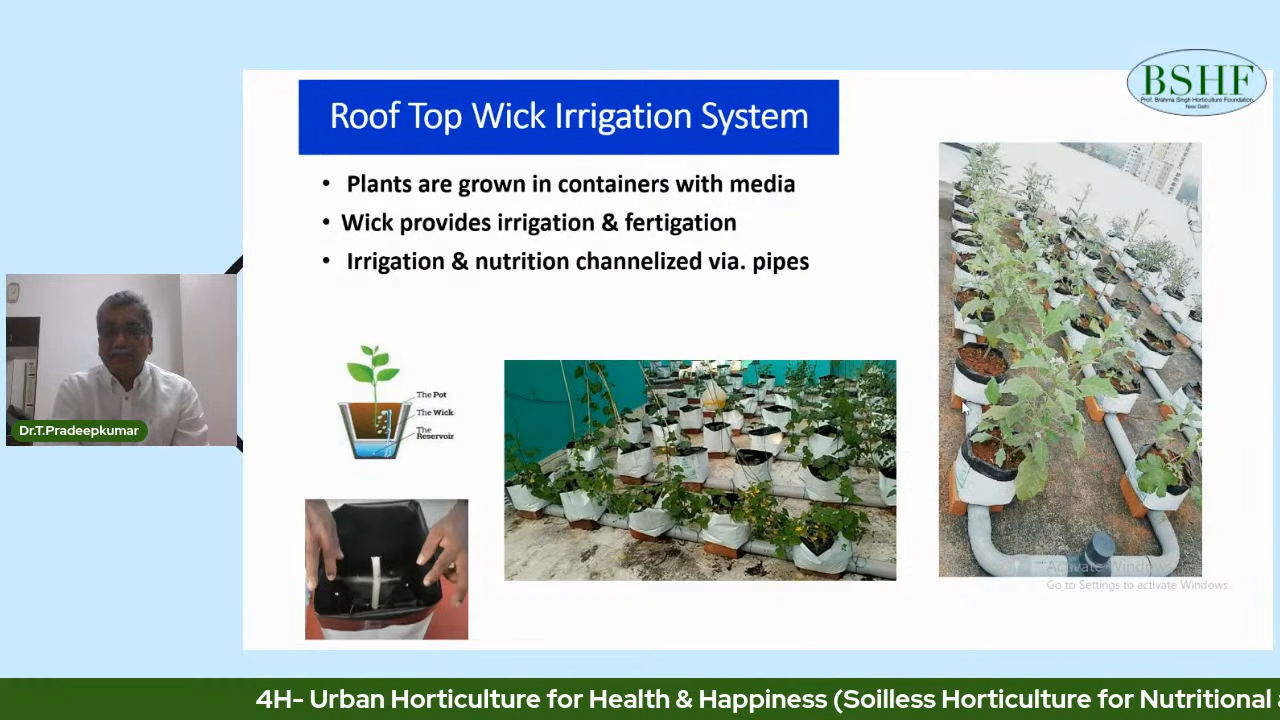 BSHF
Prof. Brahma Singh Horticulture Foundation
New Delhi
Roof Top Wick Irrigation System
• Plants are grown in containers with media
• Wick provides irrigation & fertigation
• Irrigation & nutrition channelized via. pipes
The Pot
The Wick
The
Reservoir
Dr.T.Pradeepkumar
Activate Windows
Go to Settings to activate Windows.
4H- Urban Horticulture for Health & Happiness (Soilless Horticulture for Nutritional